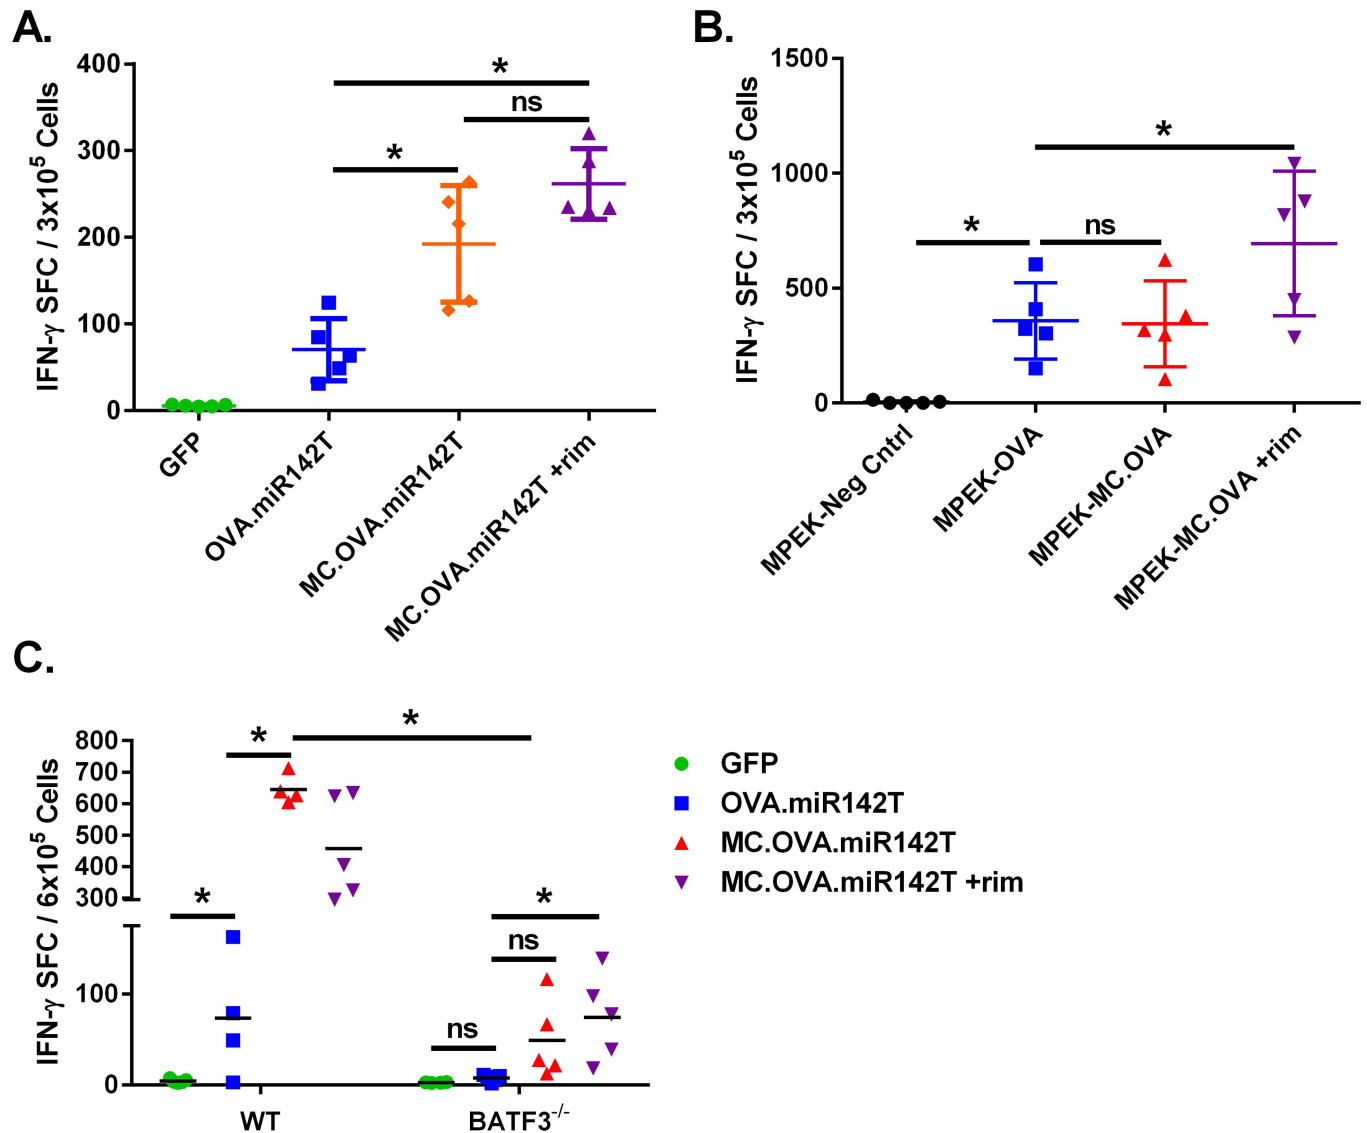 A.
IFN-γ SFC / 3x10⁵ Cells
400
300
200
100
0
*
ns
*
GFP
OVA.miR142T
MC.OVA.miR142T
MC.OVA.miR142T +rim
B.
IFN-γ SFC / 3x10⁵ Cells
1500
1000
500
0
*
*
ns
MPEK-Neg Cntrl
MPEK-OVA
MPEK-MC.OVA
MPEK-MC.OVA +rim
C.
IFN-γ SFC / 6x10⁵ Cells
800
700
600
500
400
300
100
0
*
*
*
*
ns
ns
WT
BATF3⁻/⁻
GFP
OVA.miR142T
MC.OVA.miR142T
MC.OVA.miR142T +rim